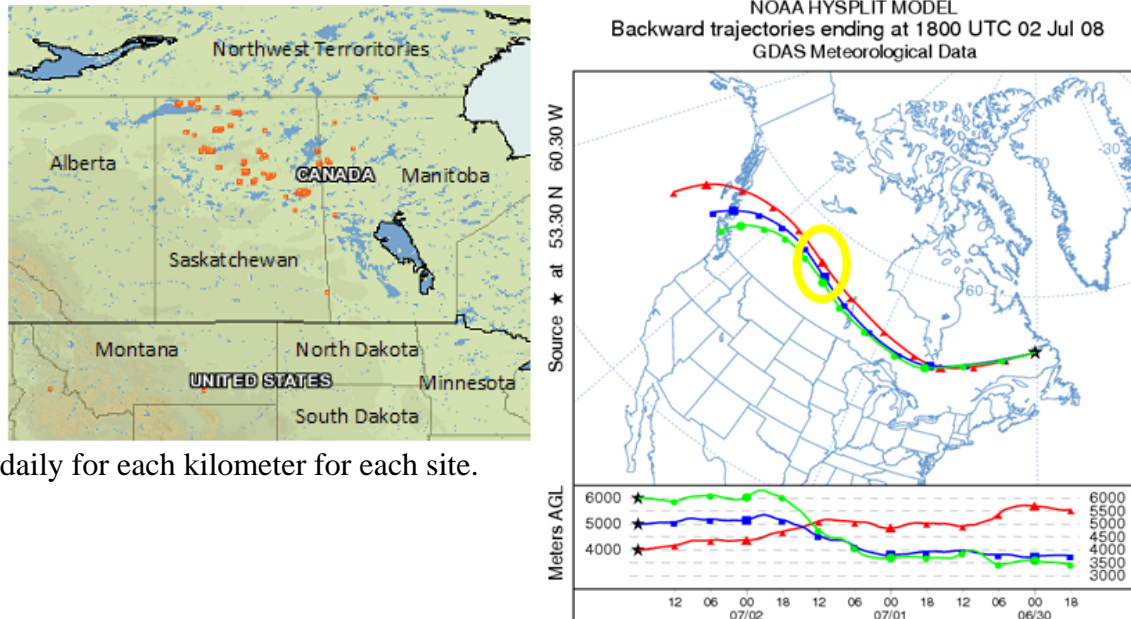 Northwest Terroritories
Alberta
CANADA
Manitoba
Saskatchewan
Montana
North Dakota
UNITED STATES
Minnesota
South Dakota
daily for each kilometer for each site.
NOAA HYSPLIT MODEL
Backward trajectories ending at 1800 UTC 02 Jul 08
GDAS Meteorological Data
Source ★ at 53.30 N 60.30 W
30
60
60
Meters AGL
6000
5000
4000
6000
5500
5000
4500
4000
3500
3000
12 06 00 18 12 06 00 18 12 06 00 18
07/02 07/01 06/30